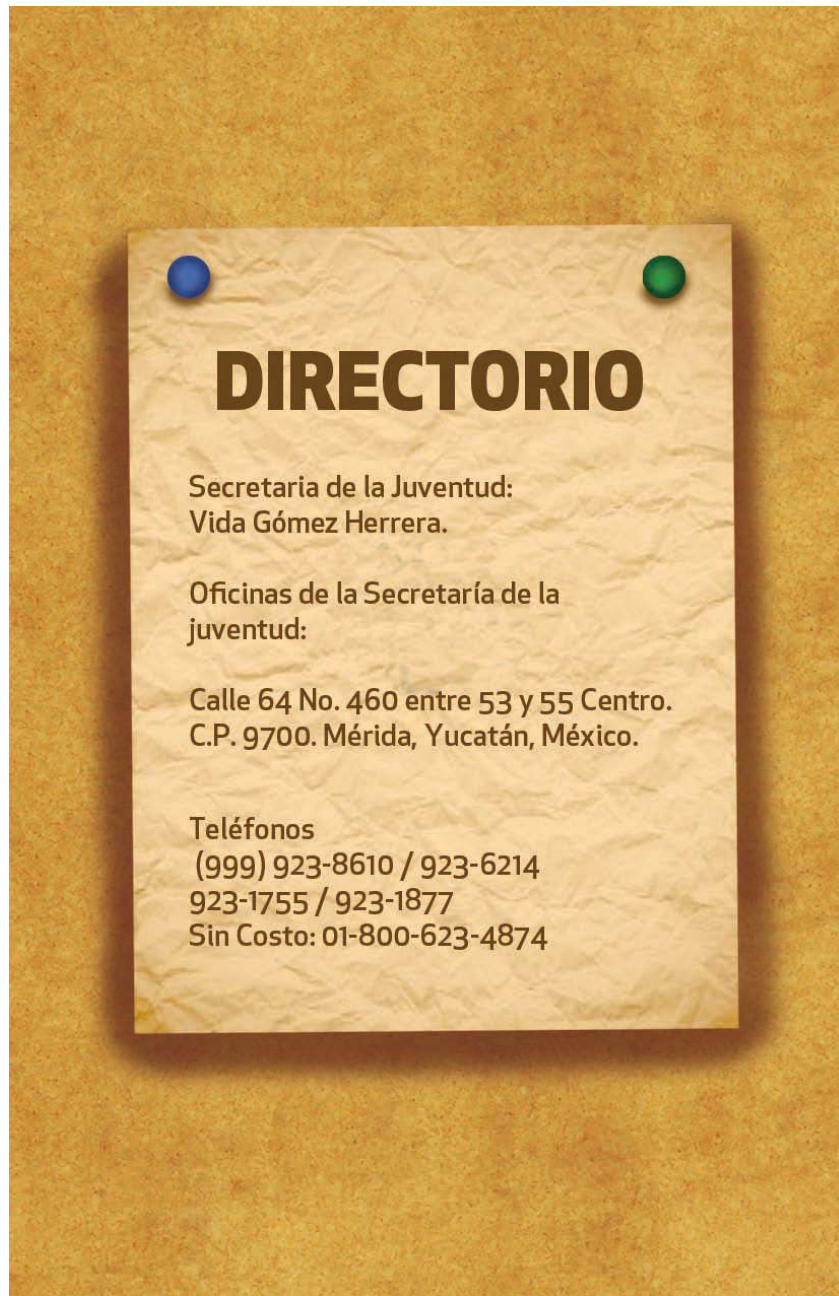 DIRECTORIO
Secretaria de la Juventud:
Vida Gómez Herrera.
Oficinas de la Secretaría de la
juventud:
Calle 64 No. 460 entre 53 y 55 Centro.
C.P. 9700. Mérida, Yucatán, México.
Teléfonos
(999) 923-8610 / 923-6214
923-1755 / 923-1877
Sin Costo: 01-800-623-4874